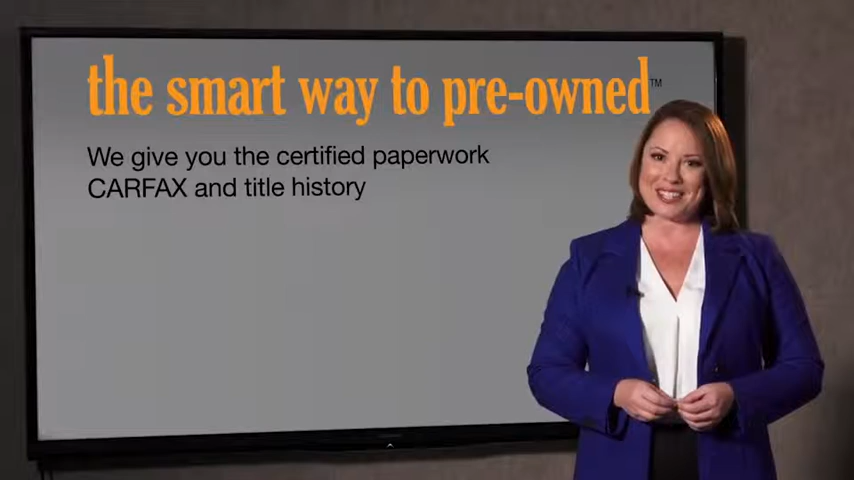 the smart way to pre-owned™
We give you the certified paperwork
CARFAX and title history